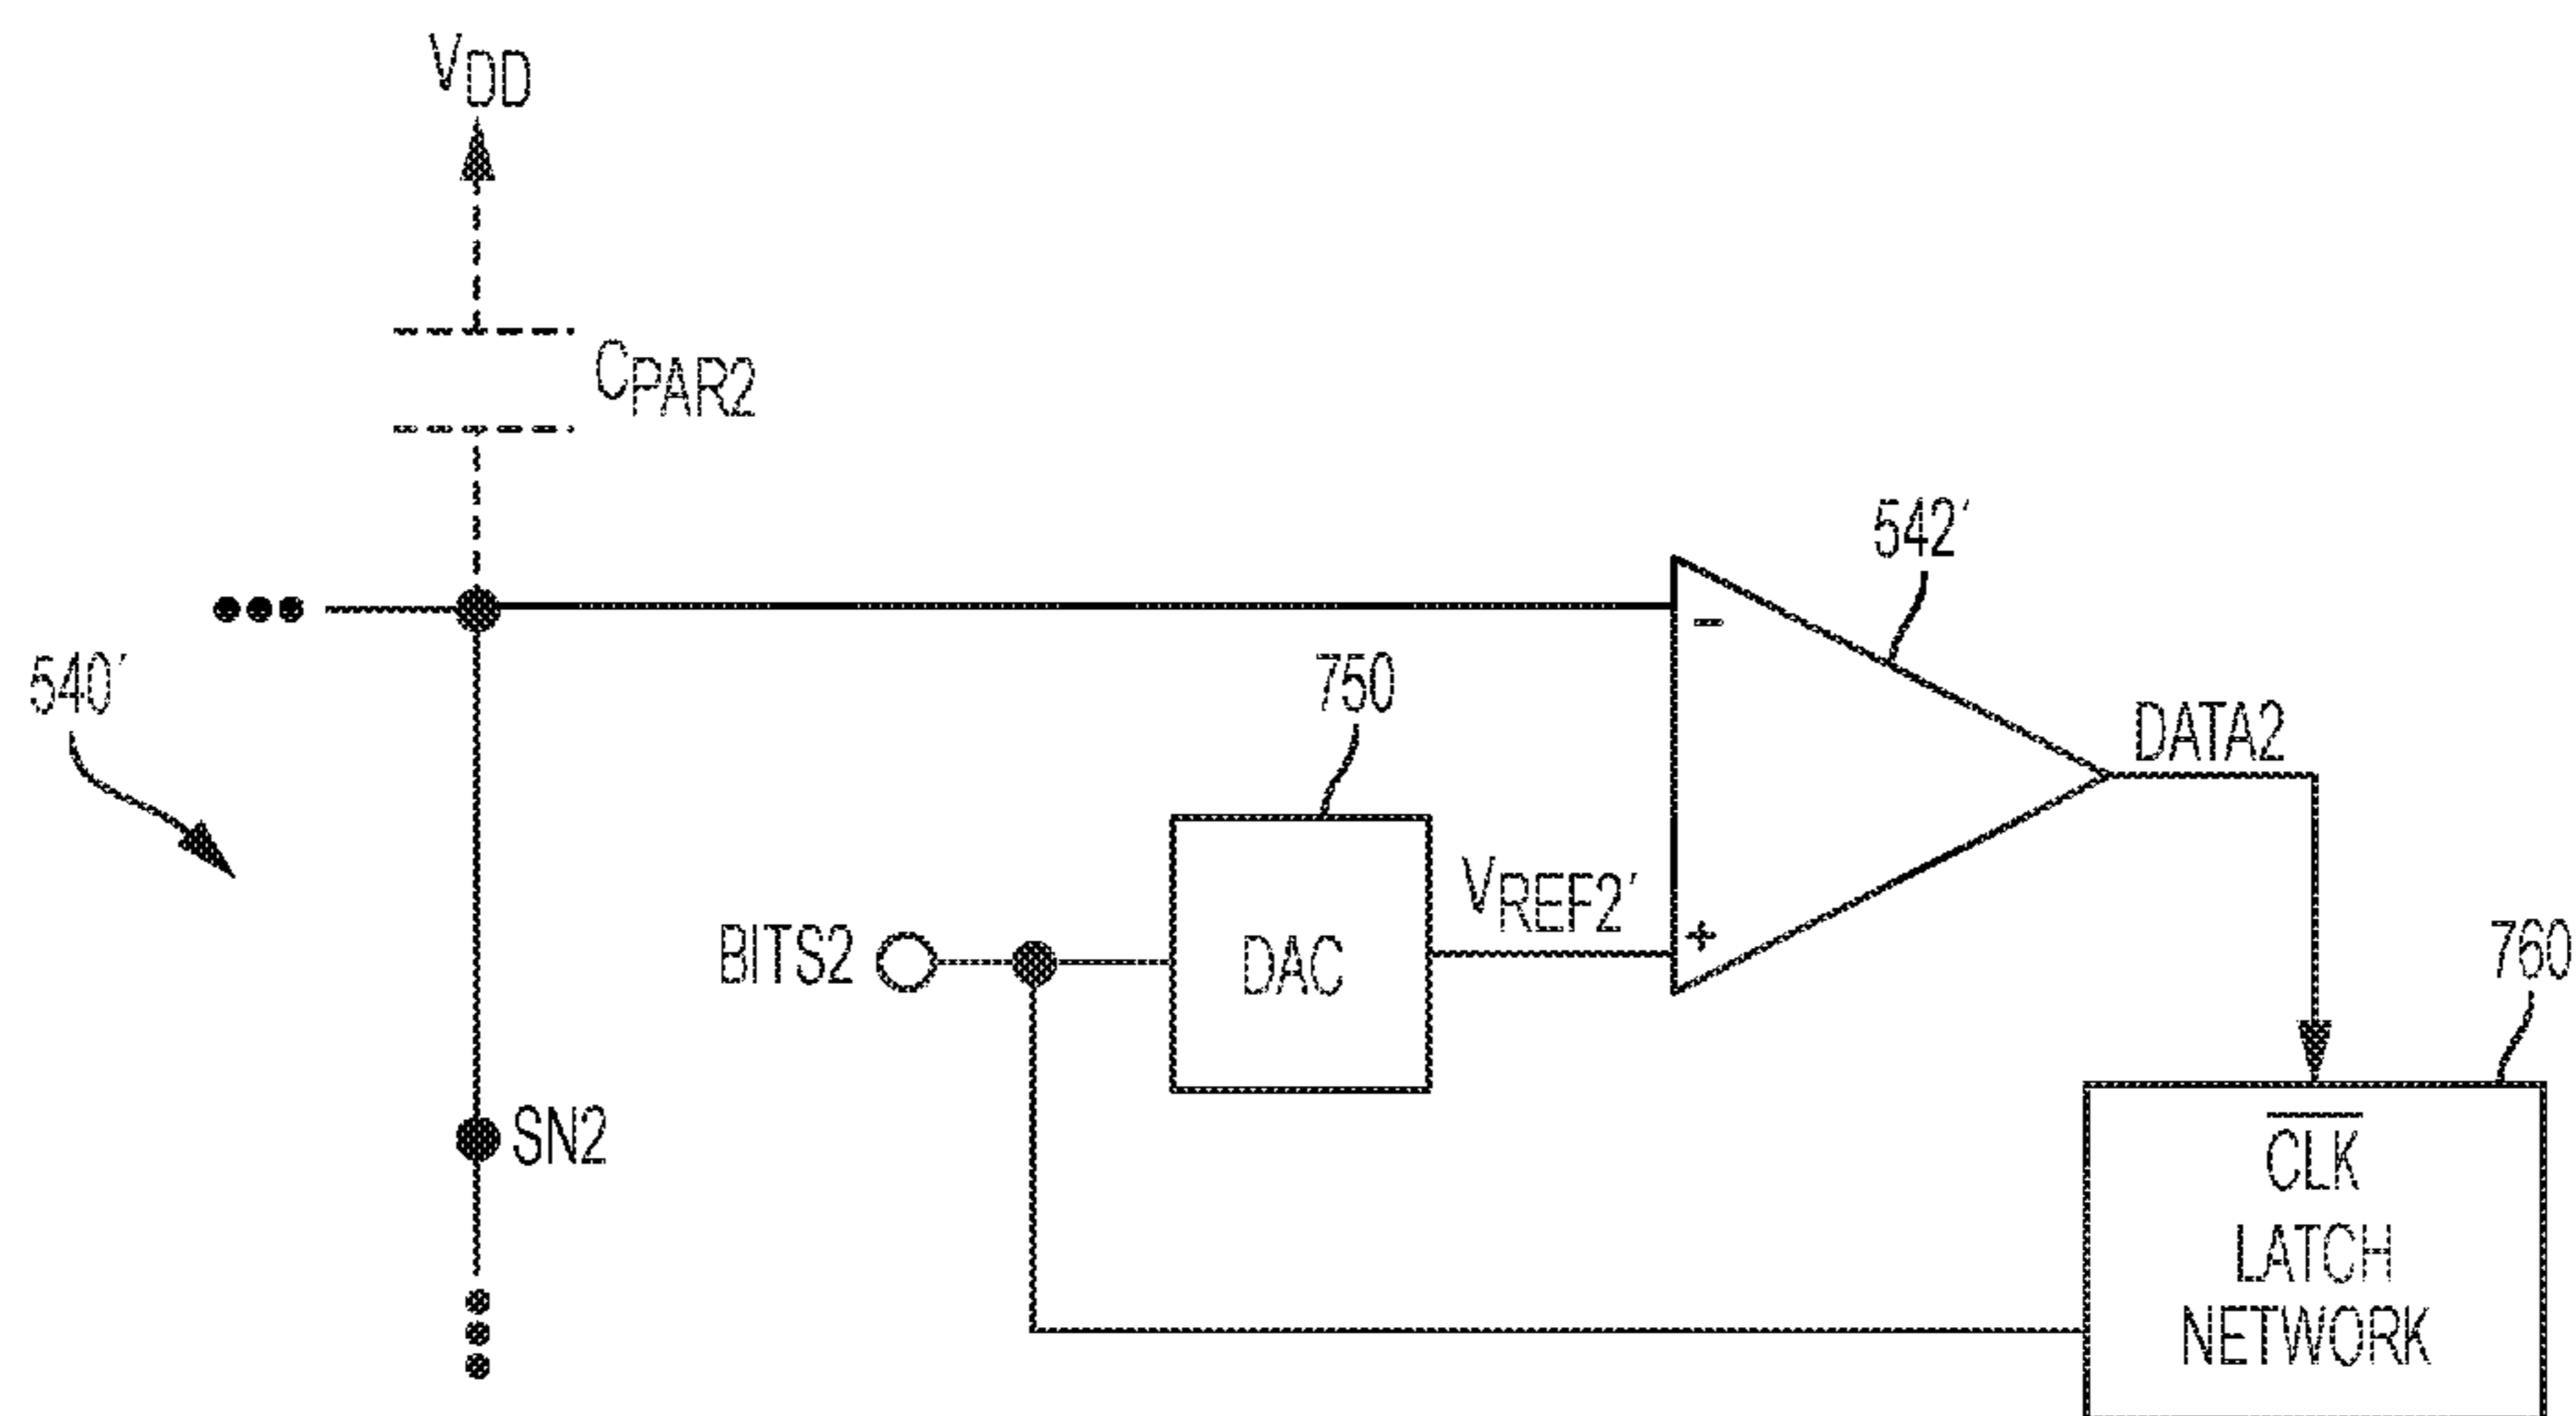 VDD
CPAR2
542′
540′
750
DATA2
VREF2′
BITS2
DAC
760
SN2
CLK
LATCH
NETWORK
-
+